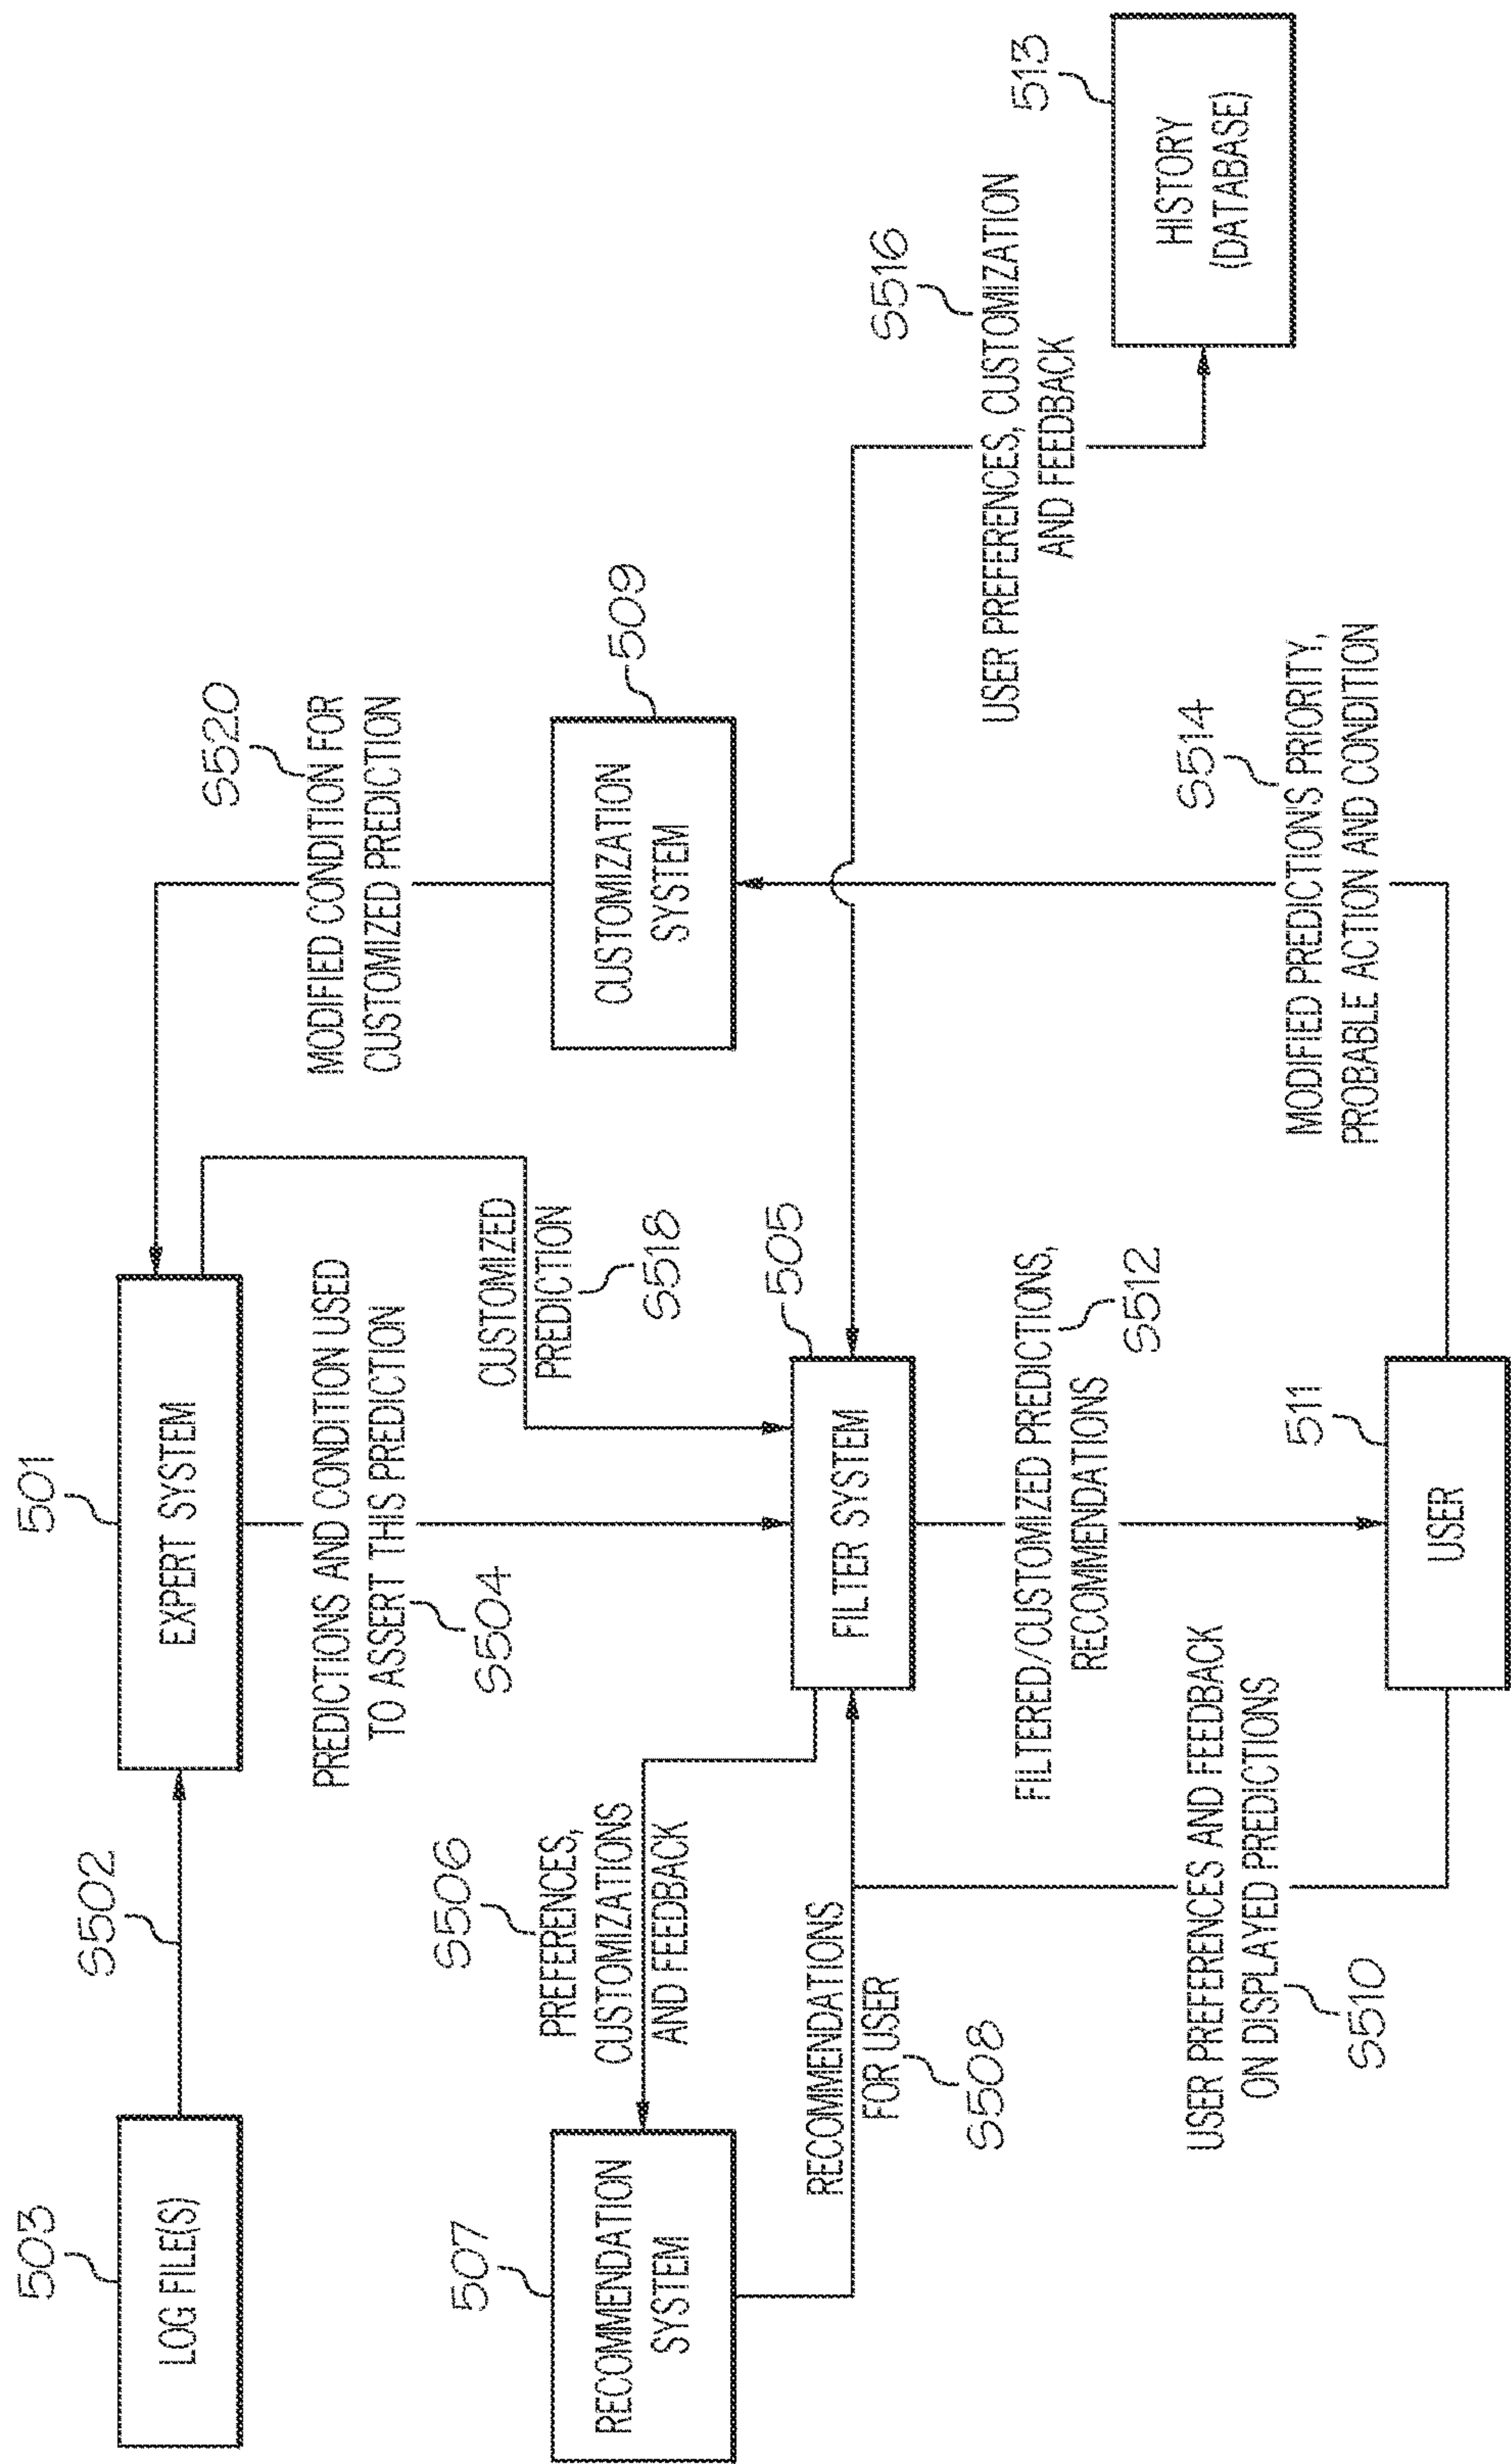 503
LOG FILE(S)
S502
501
EXPERT SYSTEM
S520
MODIFIED CONDITION FOR
CUSTOMIZED PREDICTION
PREDICTIONS AND CONDITION USED
TO ASSERT THIS PREDICTION
S504
CUSTOMIZED
PREDICTION
S518
507
RECOMMENDATION
SYSTEM
S506
PREFERENCES,
CUSTOMIZATIONS
AND FEEDBACK
509
CUSTOMIZATION
SYSTEM
RECOMMENDATIONS
FOR USER
S508
505
FILTER SYSTEM
S516
USER PREFERENCES, CUSTOMIZATION
AND FEEDBACK
513
HISTORY
(DATABASE)
FILTERED/CUSTOMIZED PREDICTIONS,
RECOMMENDATIONS
S512
USER PREFERENCES AND FEEDBACK
ON DISPLAYED PREDICTIONS
S510
511
USER
S514
MODIFIED PREDICTION'S PRIORITY,
PROBABLE ACTION AND CONDITION